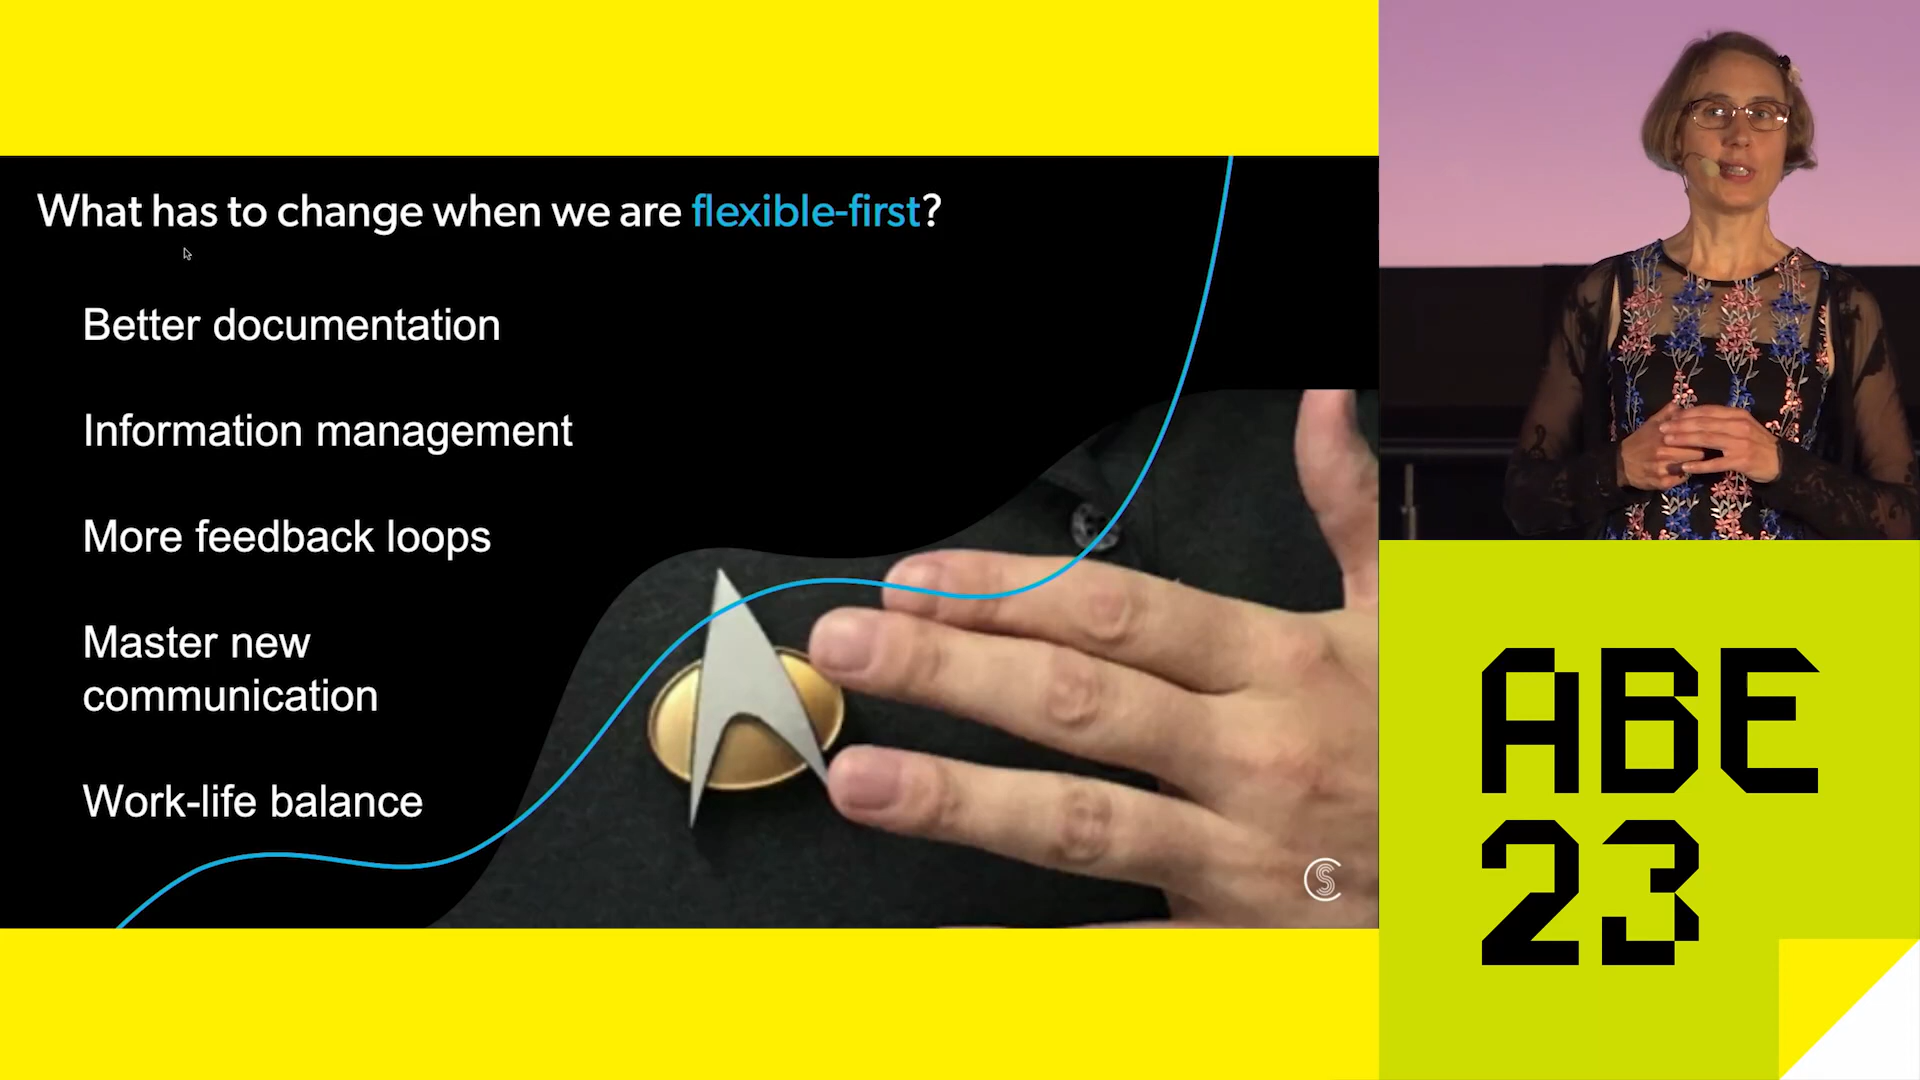 What has to change when we are flexible-first?
Better documentation
Information management
More feedback loops
Master new
communication
Work-life balance
ABE
23